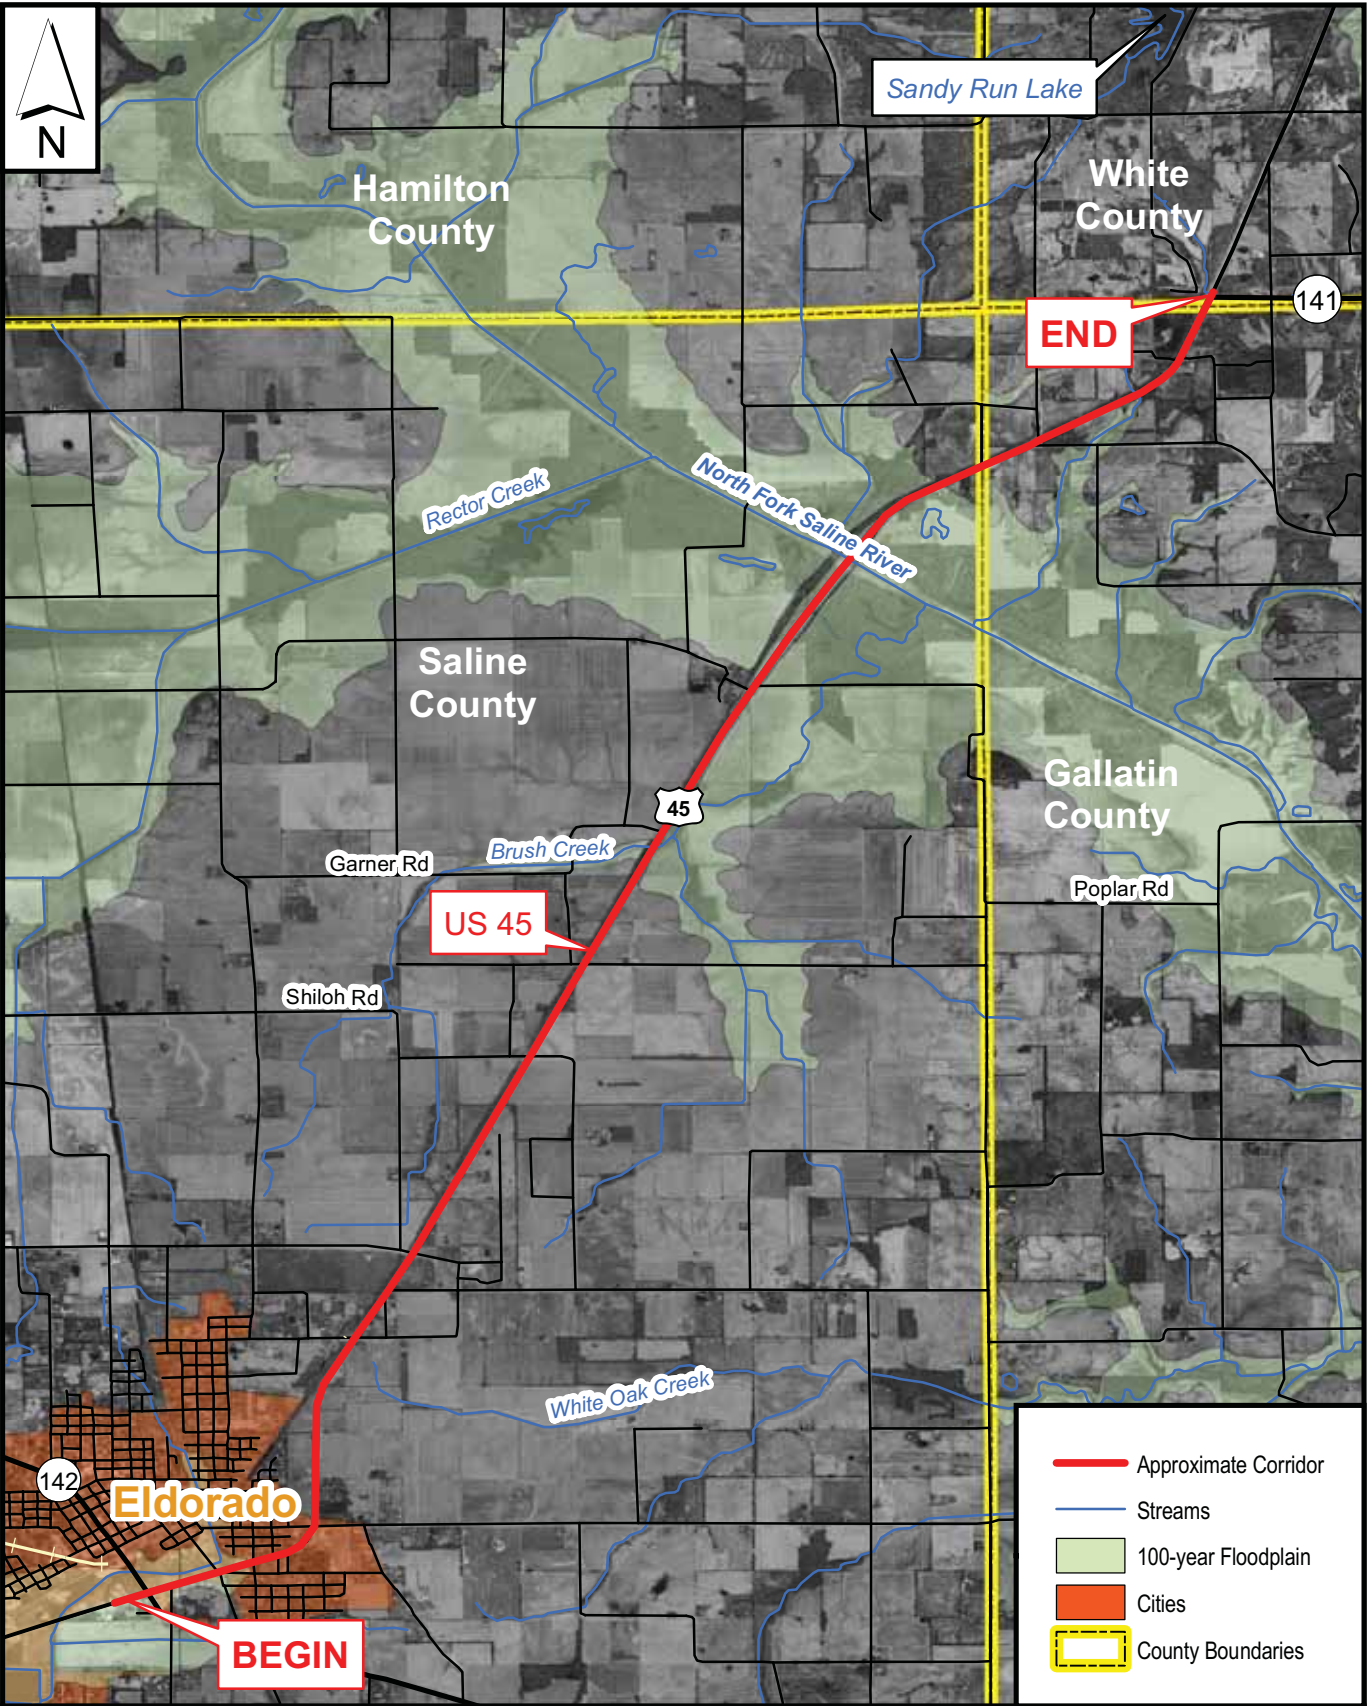 N
Sandy Run Lake
Hamilton
County
White
County
141
END
North Fork Saline River
Rector Creek
Saline
County
Gallatin
County
45
Brush Creek
Garner Rd
Poplar Rd
US 45
Shiloh Rd
White Oak Creek
142
Eldorado
BEGIN
Approximate Corridor
Streams
100-year Floodplain
Cities
County Boundaries